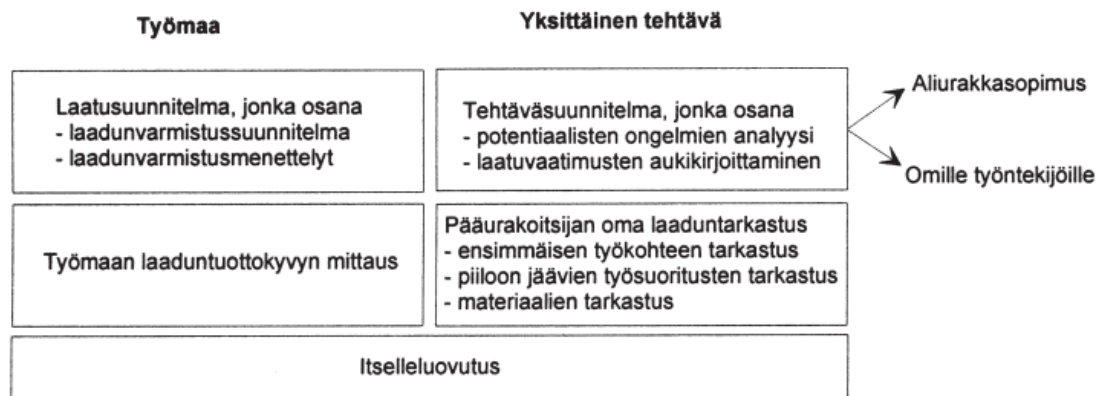 Työmaa
Yksittäinen tehtävä
Laatusuunnitelma, jonka osana
- laadunvarmistussuunnitelma
- laadunvarmistusmenettelyt
Tehtäväsuunnitelma, jonka osana
- potentiaalisten ongelmien analyysi
- laatuvaatimusten aukikirjoittaminen
Aliurakkasopimus
Omille työntekijöille
Työmaan laaduntuottokyvyn mittaus
Pääurakoitsijan oma laaduntarkastus
- ensimmäisen työkohteen tarkastus
- piiloon jäävien työsuoritusten tarkastus
- materiaalien tarkastus
Itselleluovutus